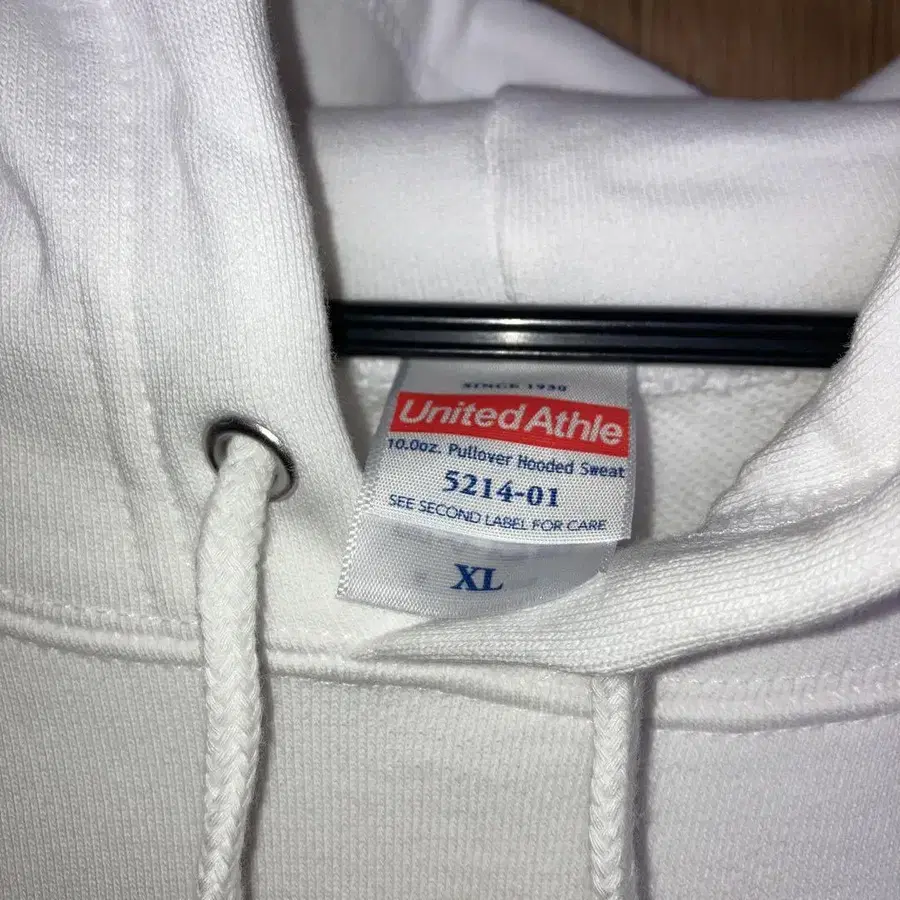 SINCE 1930
United Athle
10.0oz. Pullover Hooded Sweat
5214-01
SEE SECOND LABEL FOR CARE
XL